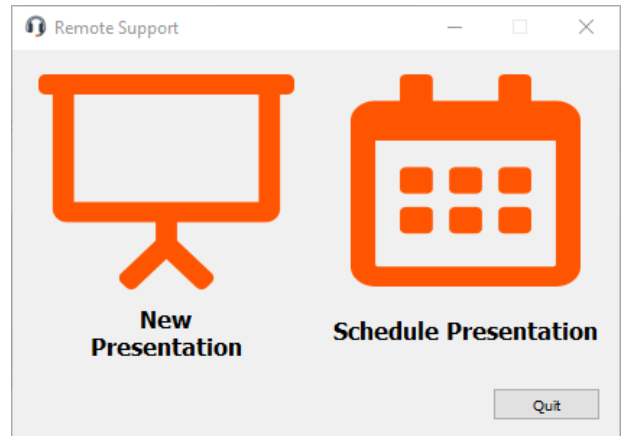 Remote Support
New
Presentation
Schedule Presentation
Quit